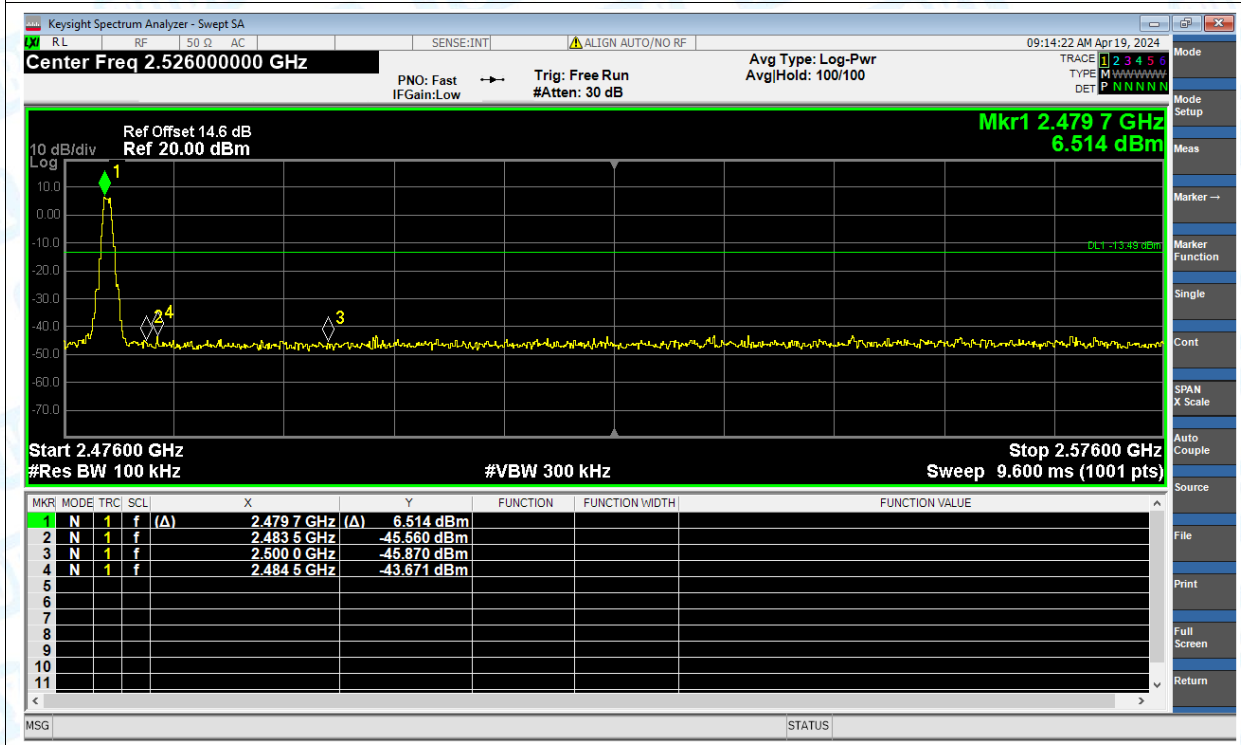 Keysight Spectrum Analyzer - Swept SA
LXI RL RF 50 Ω AC SENSE:INT ALIGN AUTO/NO RF 09:14:22 AM Apr 19, 2024
Center Freq 2.526000000 GHz
PNO: Fast
IFGain:Low
Trig: Free Run
#Atten: 30 dB
Avg Type: Log-Pwr
Avg|Hold: 100/100
TRACE 1 2 3 4 5 6
TYPE M WWWWW
DET P N N N N N
Ref Offset 14.6 dB
Ref 20.00 dBm
10 dB/div
Log
Mkr1 2.479 7 GHz
6.514 dBm
10.0
0.00
-10.0
-20.0
-30.0
-40.0
-50.0
-60.0
-70.0
1
2
4
3
DL1 -13.49 dBm
Start 2.47600 GHz
#Res BW 100 kHz
#VBW 300 kHz
Stop 2.57600 GHz
Sweep 9.600 ms (1001 pts)
MKR MODE TRC SCL X Y FUNCTION FUNCTION WIDTH FUNCTION VALUE
1 N 1 f (Δ) 2.479 7 GHz (Δ) 6.514 dBm
2 N 1 f 2.483 5 GHz -45.560 dBm
3 N 1 f 2.500 0 GHz -45.870 dBm
4 N 1 f 2.484 5 GHz -43.671 dBm
5
6
7
8
9
10
11
MSG STATUS
Mode
Mode
Setup
Meas
Marker →
Marker
Function
Single
Cont
SPAN
X Scale
Auto
Couple
Source
File
Print
Full
Screen
Return